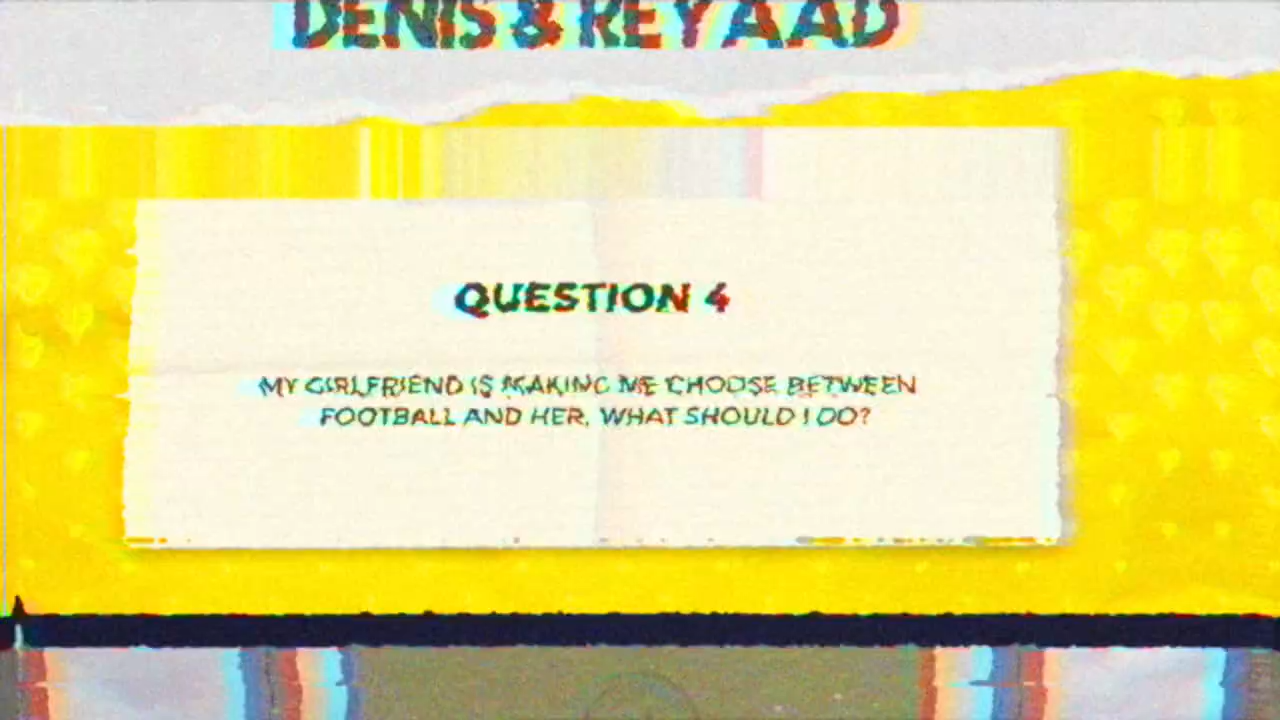 DENIS & REYAAD
QUESTION 4
MY GIRLFRIEND IS MAKING ME CHOOSE BETWEEN
FOOTBALL AND HER, WHAT SHOULD I DO?